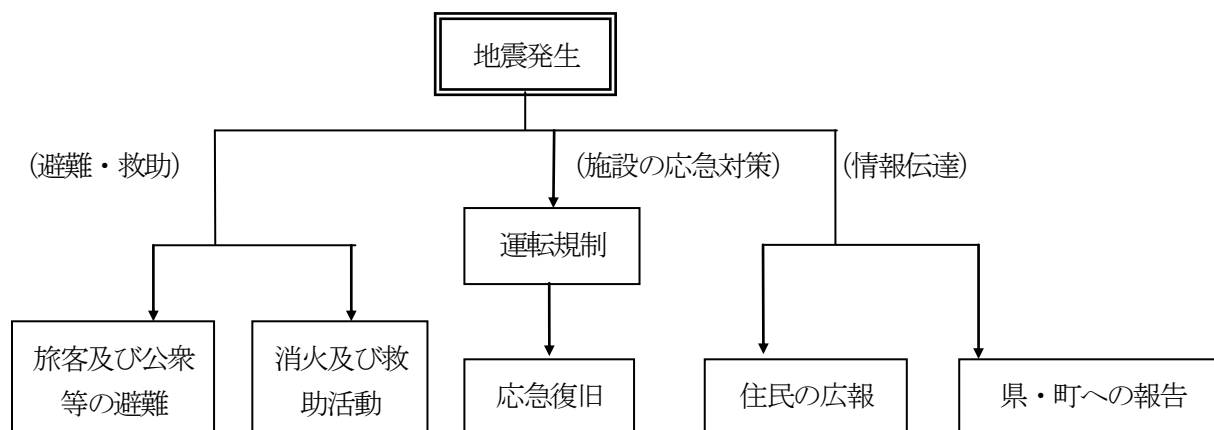 地震発生
(避難・救助)
(施設の応急対策)
(情報伝達)
運転規制
旅客及び公衆
等の避難
消火及び救
助活動
応急復旧
住民の広報
県・町への報告